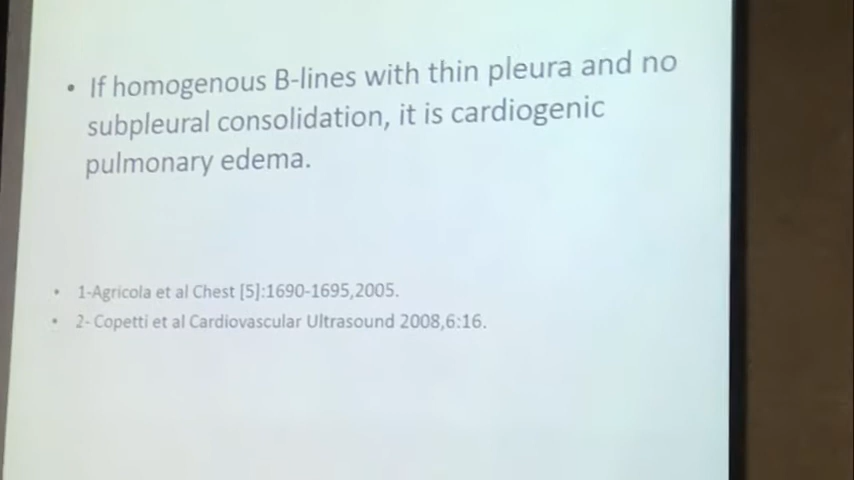 • If homogenous B-lines with thin pleura and no
subpleural consolidation, it is cardiogenic
pulmonary edema.
• 1-Agricola et al Chest [5]:1690-1695,2005.
• 2- Copetti et al Cardiovascular Ultrasound 2008,6:16.